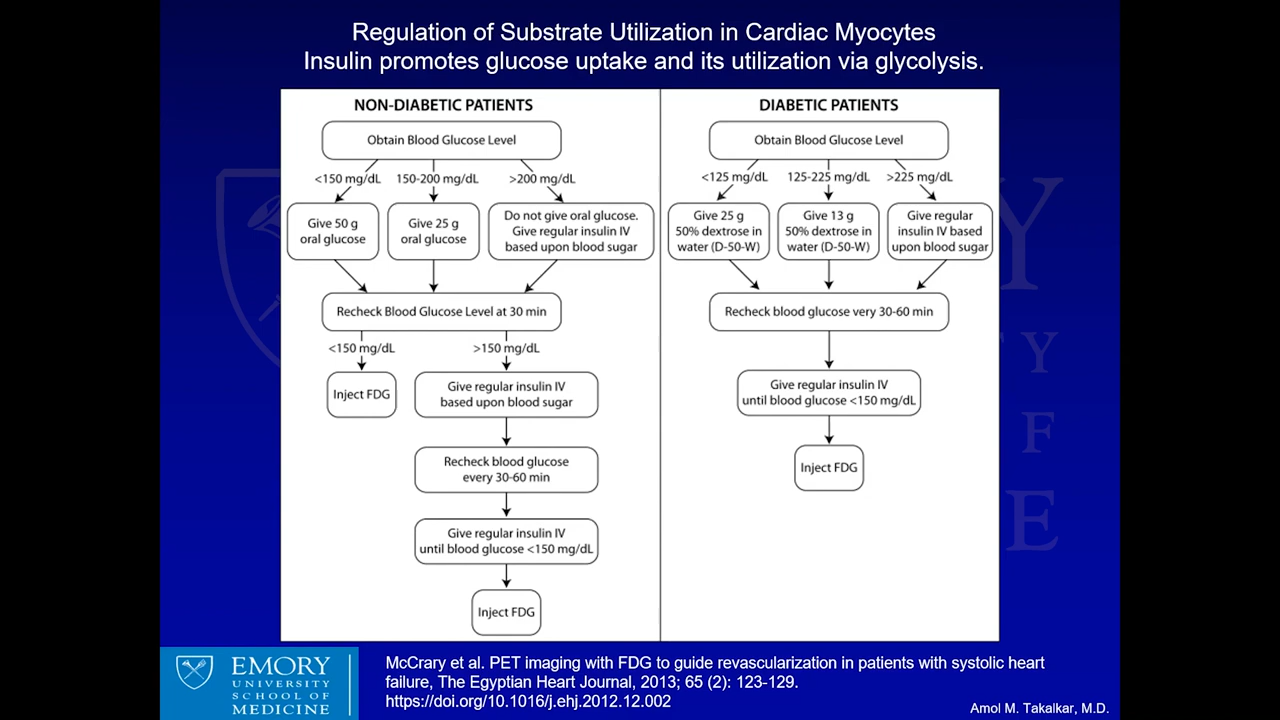 Regulation of Substrate Utilization in Cardiac Myocytes
Insulin promotes glucose uptake and its utilization via glycolysis.
NON-DIABETIC PATIENTS
Obtain Blood Glucose Level
<150 mg/dL
150-200 mg/dL
>200 mg/dL
Give 50 g
oral glucose
Give 25 g
oral glucose
Do not give oral glucose.
Give regular insulin IV
based upon blood sugar
Recheck Blood Glucose Level at 30 min
<150 mg/dL
>150 mg/dL
Inject FDG
Give regular insulin IV
based upon blood sugar
Recheck blood glucose
every 30-60 min
Give regular insulin IV
until blood glucose <150 mg/dL
Inject FDG
DIABETIC PATIENTS
Obtain Blood Glucose Level
<125 mg/dL
125-225 mg/dL
>225 mg/dL
Give 25 g
50% dextrose in
water (D-50-W)
Give 13 g
50% dextrose in
water (D-50-W)
Give regular
insulin IV based
upon blood sugar
Recheck blood glucose very 30-60 min
Give regular insulin IV
until blood glucose <150 mg/dL
Inject FDG
EMORY
UNIVERSITY
SCHOOL OF
MEDICINE
McCrary et al. PET imaging with FDG to guide revascularization in patients with systolic heart
failure, The Egyptian Heart Journal, 2013; 65 (2): 123-129.
https://doi.org/10.1016/j.ehj.2012.12.002
Amol M. Takalkar, M.D.